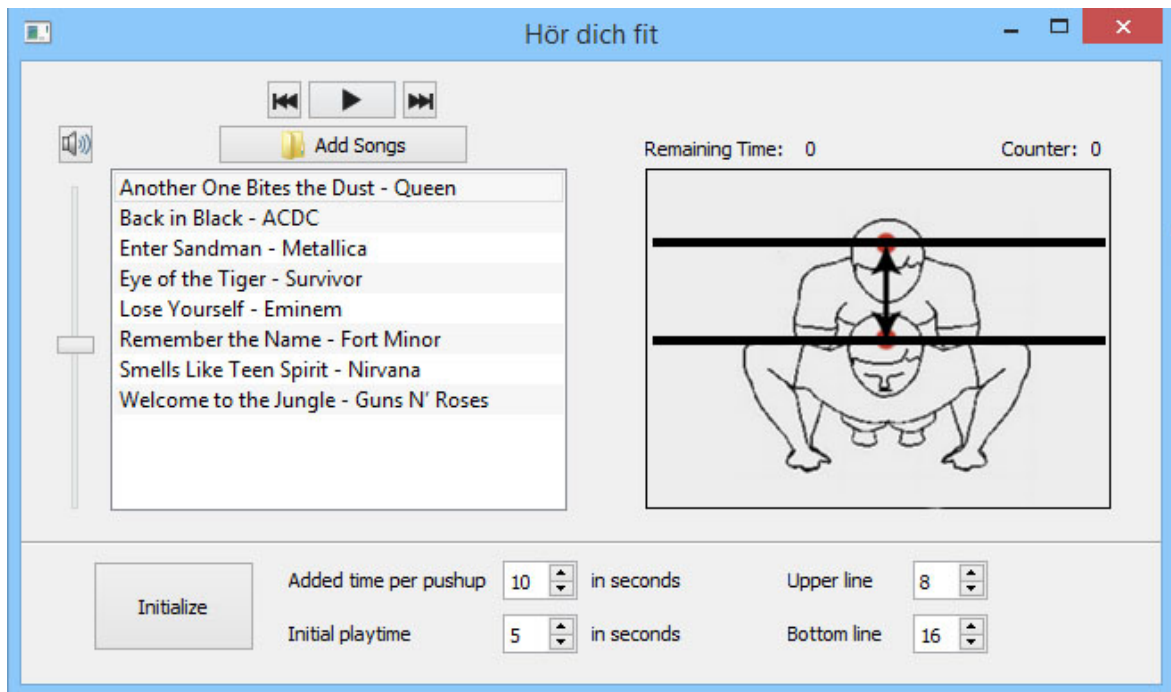 Hör dich fit
Add Songs
Remaining Time: 0
Counter: 0
Another One Bites the Dust - Queen
Back in Black - ACDC
Enter Sandman - Metallica
Eye of the Tiger - Survivor
Lose Yourself - Eminem
Remember the Name - Fort Minor
Smells Like Teen Spirit - Nirvana
Welcome to the Jungle - Guns N’ Roses
Initialize
Added time per pushup 10 in seconds
Upper line 8
Initial playtime 5 in seconds
Bottom line 16